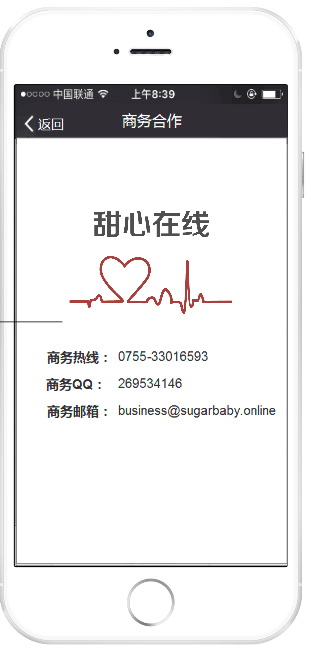 中国联通 上午8:39
返回 商务合作
甜心在线
商务热线： 0755-33016593
商务QQ： 269534146
商务邮箱： business@sugarbaby.online